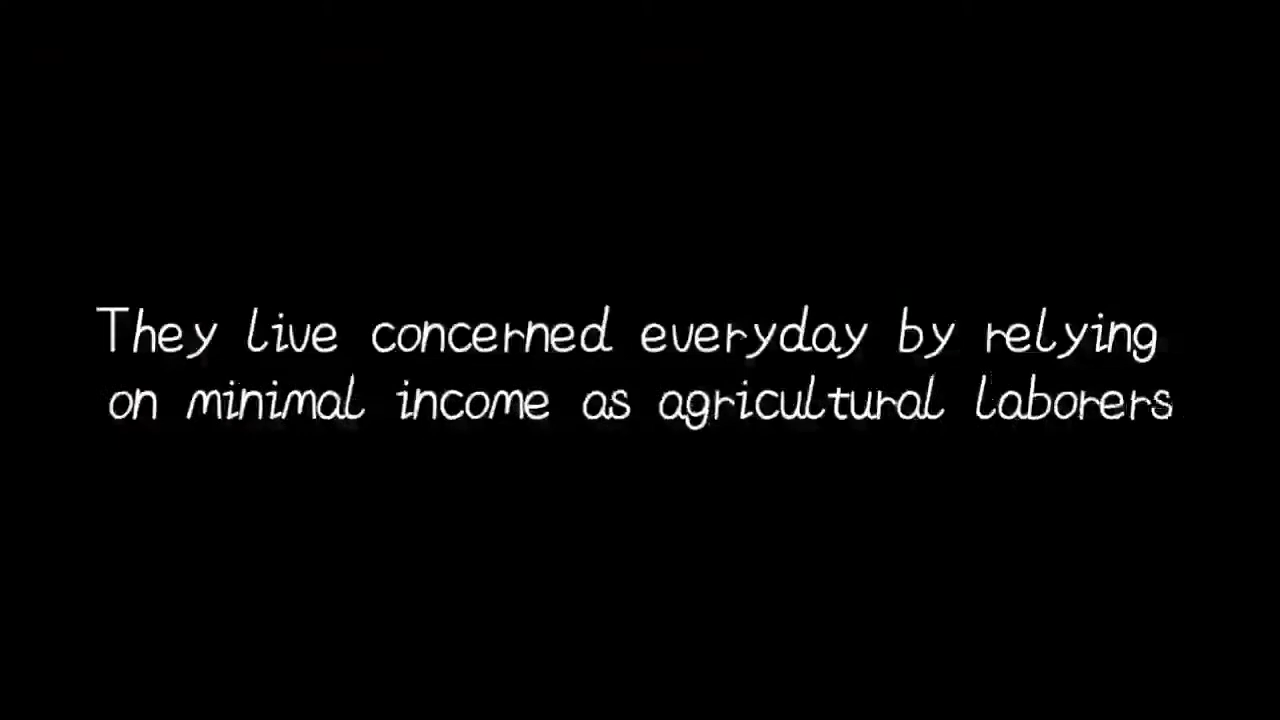 They live concerned everyday by relying
on minimal income as agricultural laborers